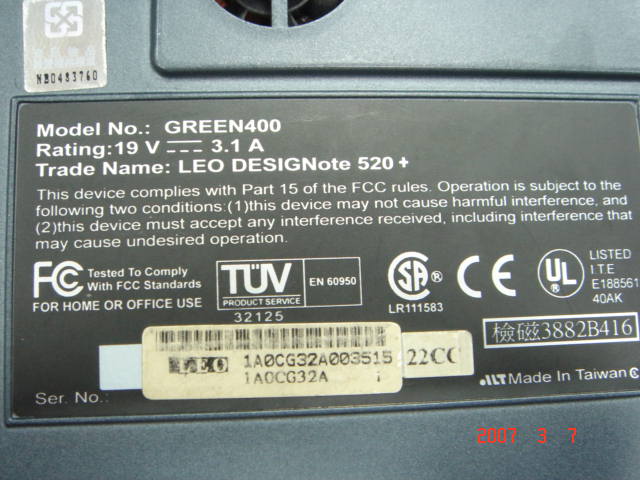 NB0483760
Model No.: GREEN400
Rating:19 V 3.1 A
Trade Name: LEO DESIGNote 520 +
This device complies with Part 15 of the FCC rules. Operation is subject to the
following two conditions:(1)this device may not cause harmful interference, and
(2)this device must accept any interference received, including interference that
may cause undesired operation.
FC Tested To Comply
With FCC Standards
FOR HOME OR OFFICE USE
TÜV
PRODUCT SERVICE
EN 60950
32125
SA ®
LR111583
CE
UL
LISTED
I.T.E
E188561
40AK
檢磁3882B416
LEO 1A0CG32A003515
1A0CG32A i
22CC
Made In Taiwan C
Ser. No.:
2007 3 7